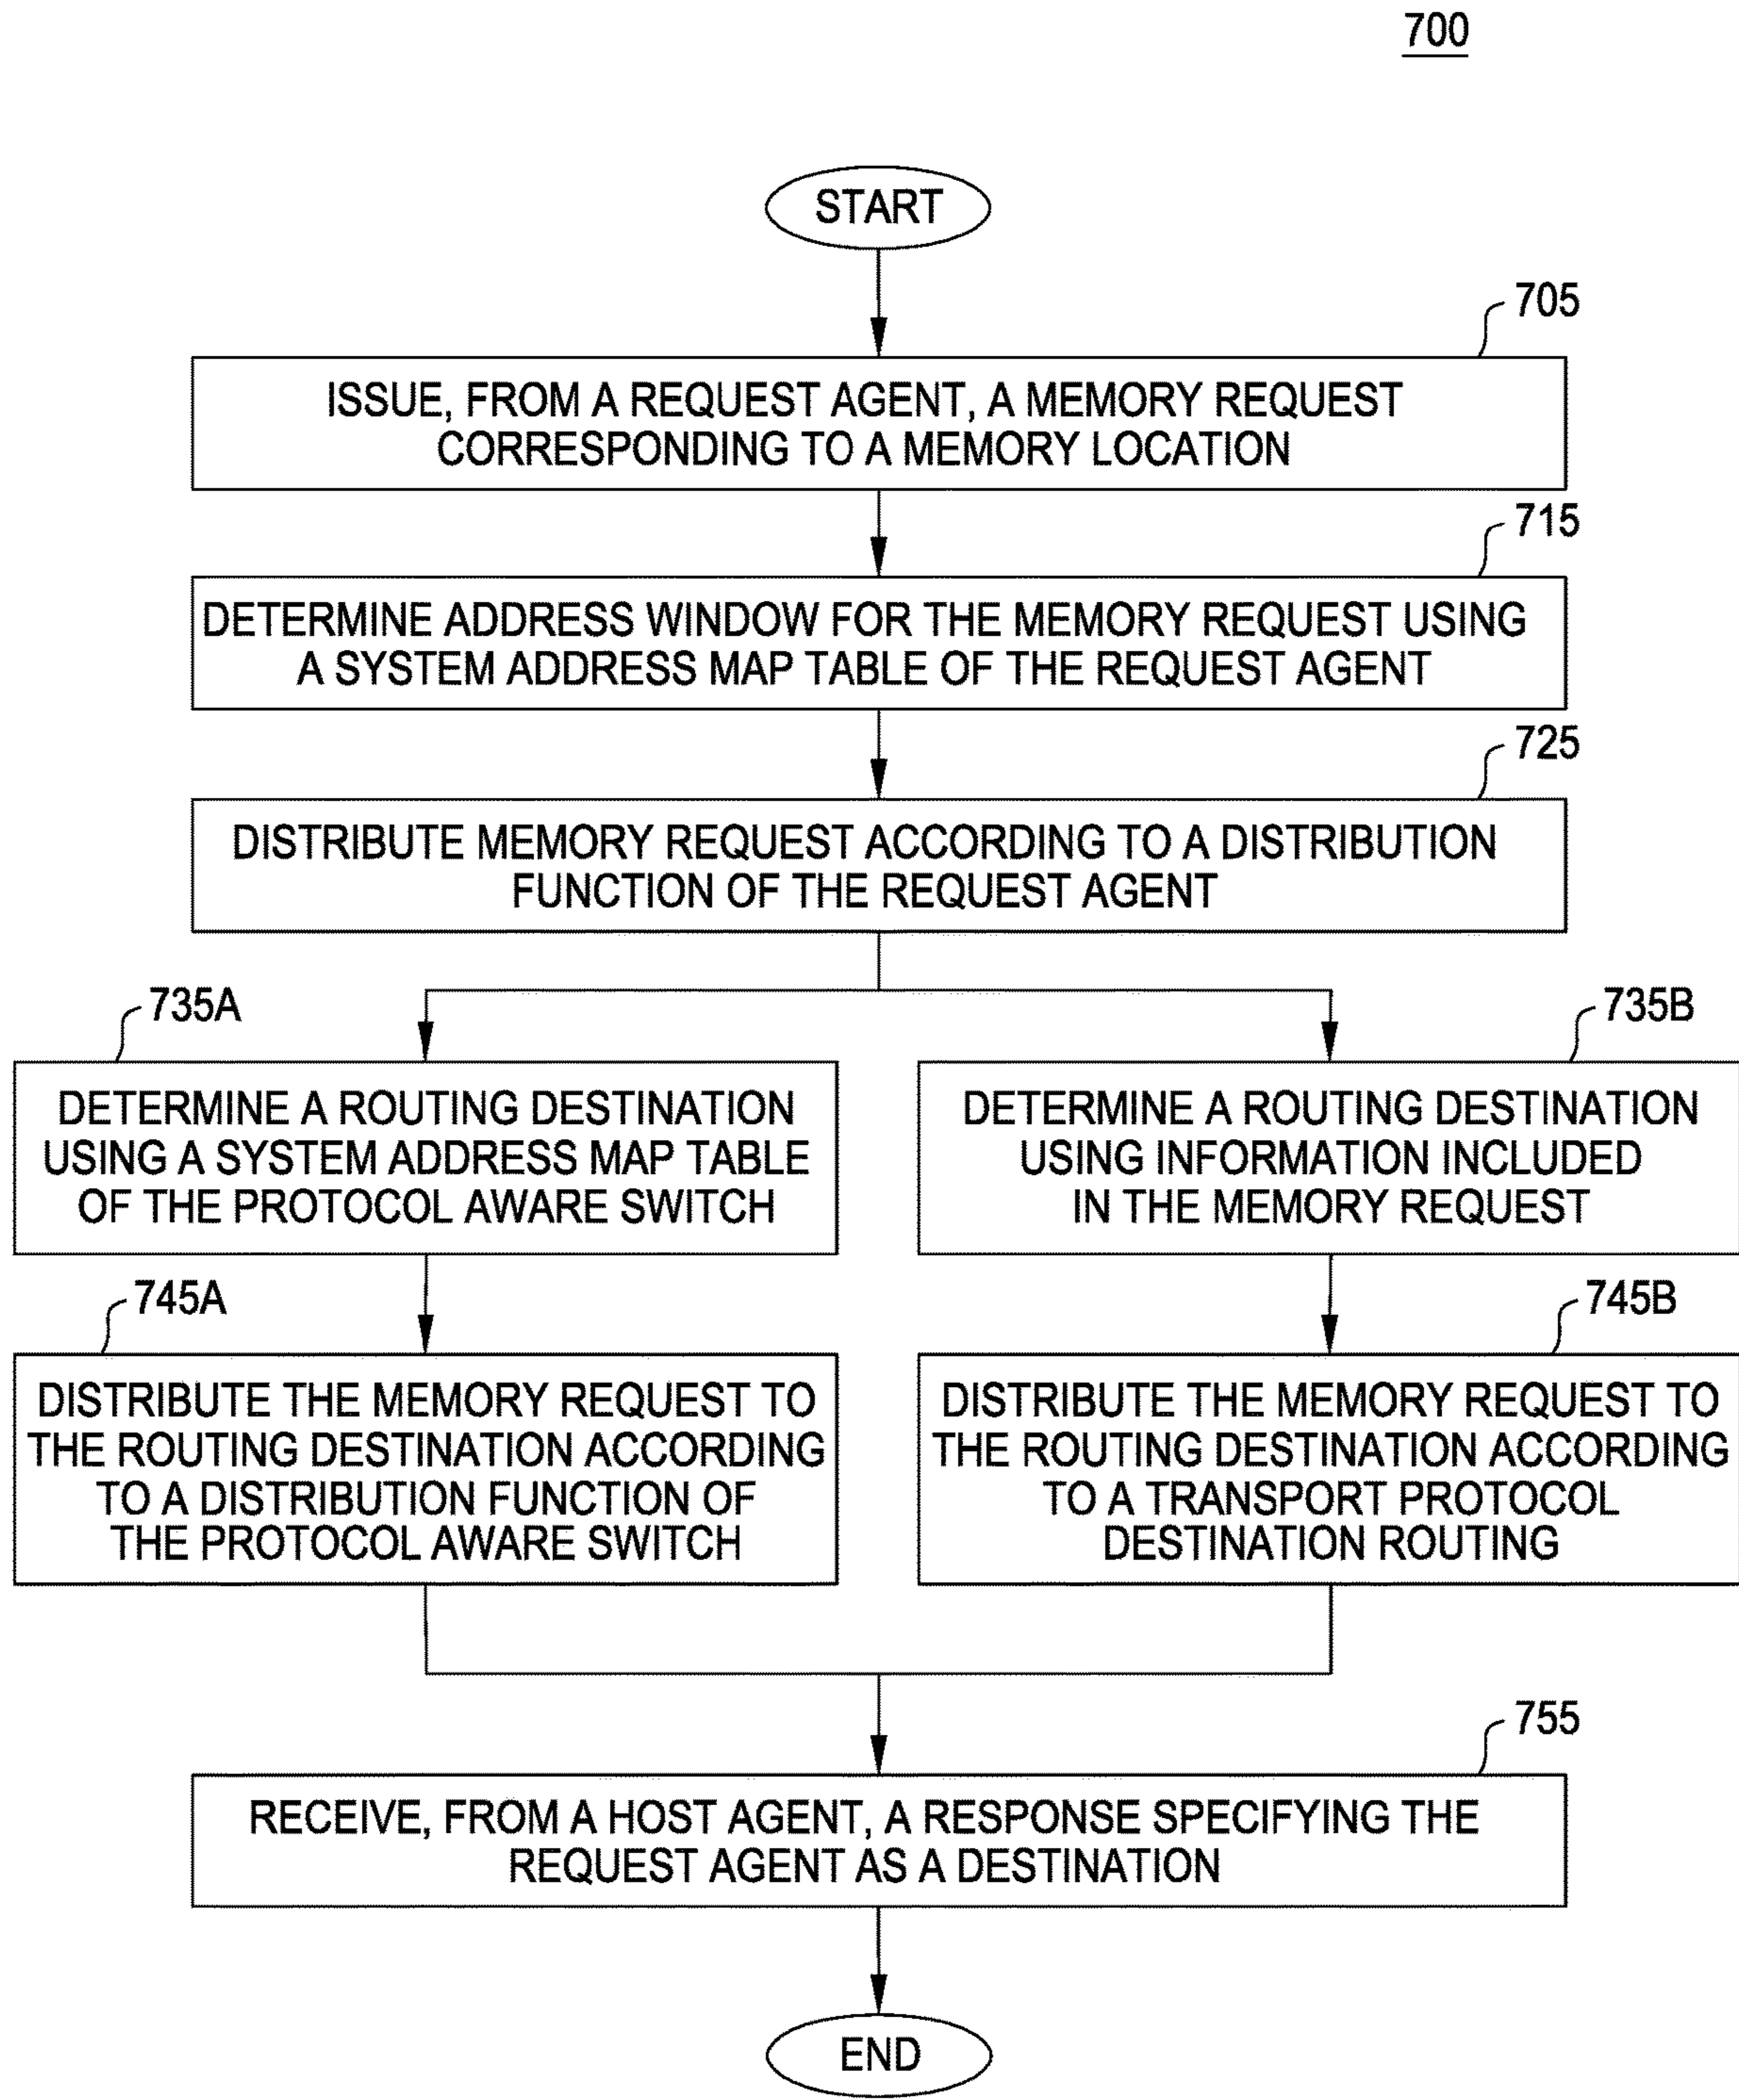 700
START
705
ISSUE, FROM A REQUEST AGENT, A MEMORY REQUEST
CORRESPONDING TO A MEMORY LOCATION
715
DETERMINE ADDRESS WINDOW FOR THE MEMORY REQUEST USING
A SYSTEM ADDRESS MAP TABLE OF THE REQUEST AGENT
725
DISTRIBUTE MEMORY REQUEST ACCORDING TO A DISTRIBUTION
FUNCTION OF THE REQUEST AGENT
735A
DETERMINE A ROUTING DESTINATION
USING A SYSTEM ADDRESS MAP TABLE
OF THE PROTOCOL AWARE SWITCH
735B
DETERMINE A ROUTING DESTINATION
USING INFORMATION INCLUDED
IN THE MEMORY REQUEST
745A
DISTRIBUTE THE MEMORY REQUEST TO
THE ROUTING DESTINATION ACCORDING
TO A DISTRIBUTION FUNCTION OF
THE PROTOCOL AWARE SWITCH
745B
DISTRIBUTE THE MEMORY REQUEST TO
THE ROUTING DESTINATION ACCORDING
TO A TRANSPORT PROTOCOL
DESTINATION ROUTING
755
RECEIVE, FROM A HOST AGENT, A RESPONSE SPECIFYING THE
REQUEST AGENT AS A DESTINATION
END